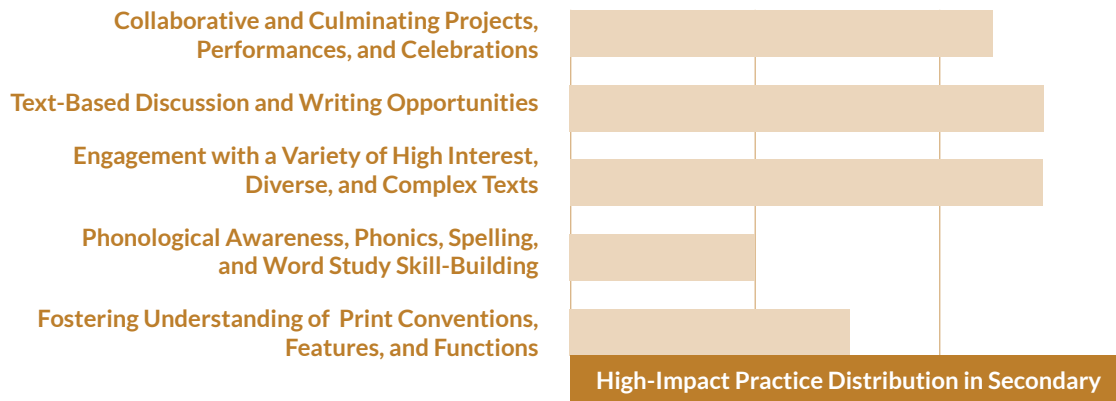 Collaborative and Culminating Projects,
Performances, and Celebrations
Text-Based Discussion and Writing Opportunities
Engagement with a Variety of High Interest,
Diverse, and Complex Texts
Phonological Awareness, Phonics, Spelling,
and Word Study Skill-Building
Fostering Understanding of Print Conventions,
Features, and Functions
High-Impact Practice Distribution in Secondary